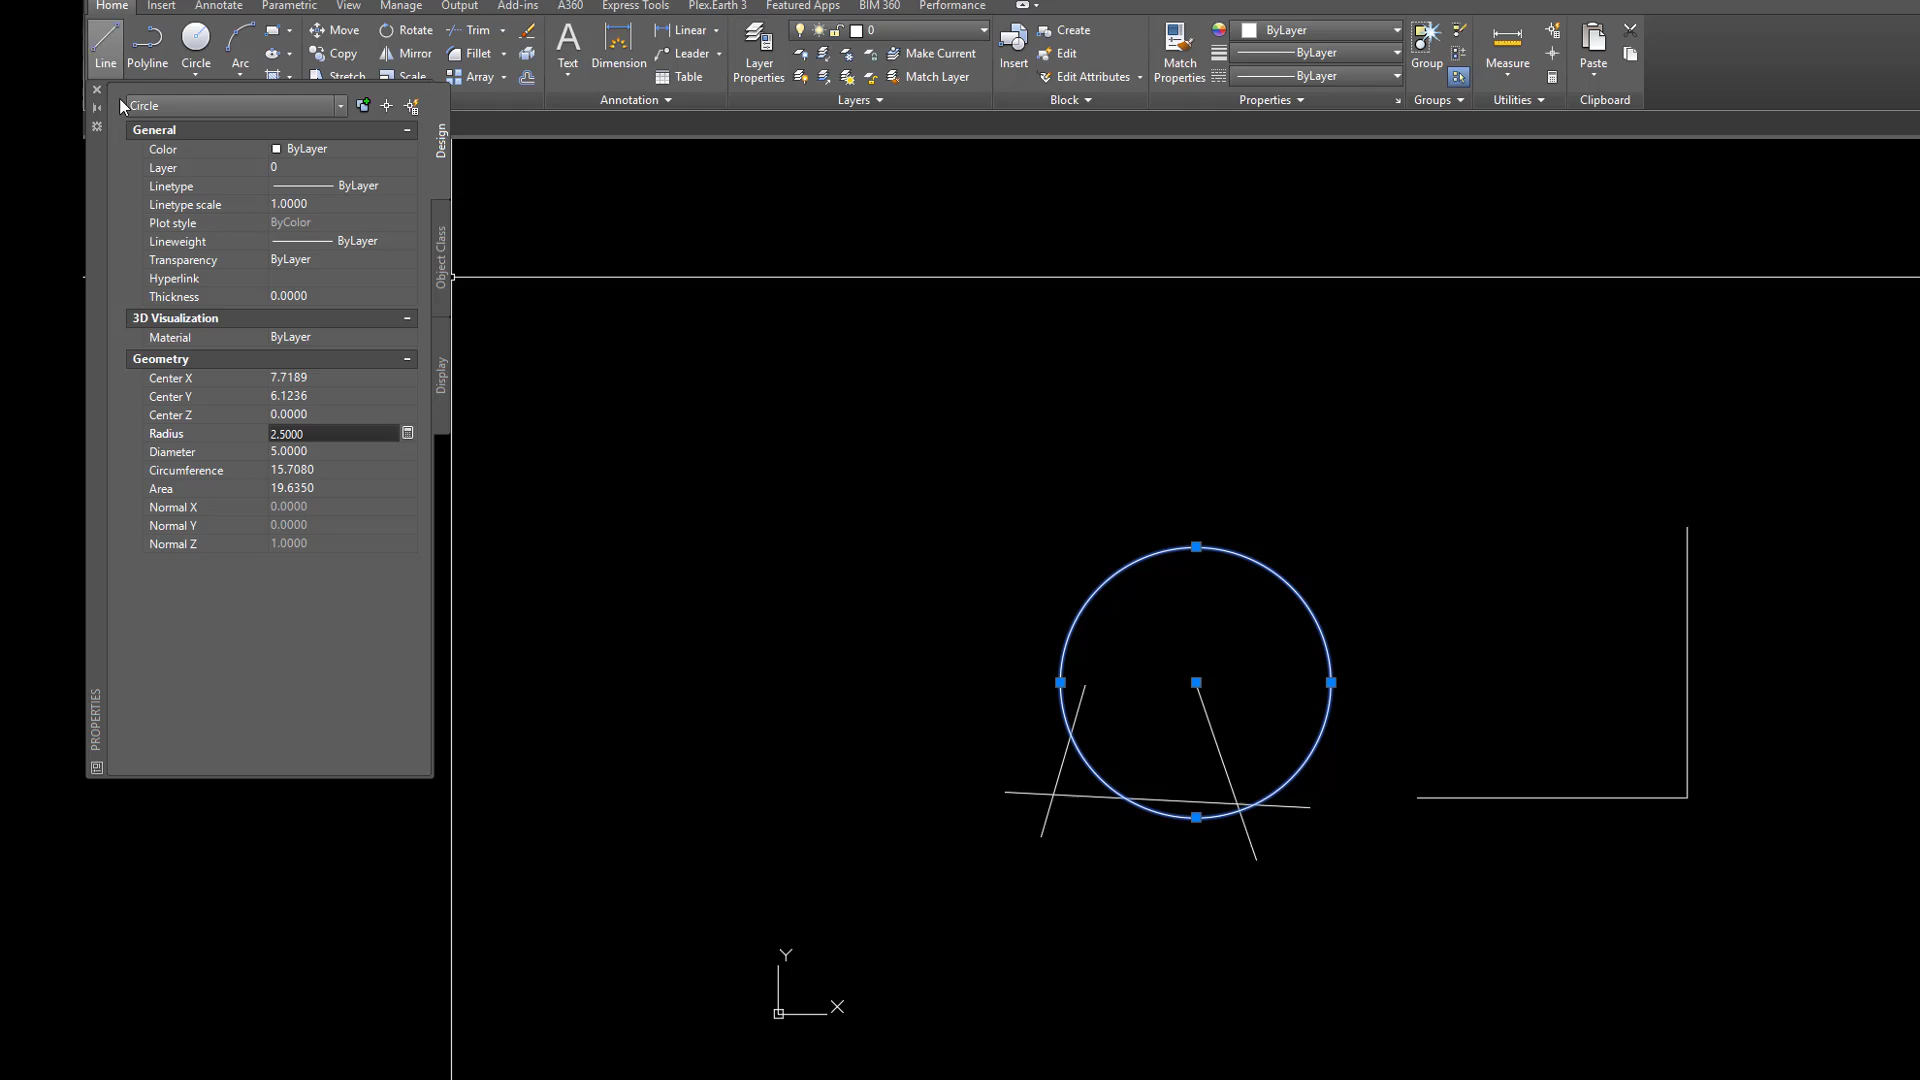 Home Insert Annotate Parametric View Manage Output Add-ins A360 Express Tools Plex.Earth 3 Featured Apps BIM 360 Performance
Line Polyline Circle Arc
Move Rotate Trim
Copy Mirror Fillet
Stretch Scale Array
Text Dimension
Linear
Leader
Table
Annotation
Layer Properties
0
Make Current
Match Layer
Layers
Insert
Create
Edit
Edit Attributes
Block
Match Properties
ByLayer
ByLayer
ByLayer
Properties
Group
Groups
Measure
Utilities
Paste
Clipboard
Circle
General
Color ByLayer
Layer 0
Linetype ByLayer
Linetype scale 1.0000
Plot style ByColor
Lineweight ByLayer
Transparency ByLayer
Hyperlink
Thickness 0.0000
3D Visualization
Material ByLayer
Geometry
Center X 7.7189
Center Y 6.1236
Center Z 0.0000
Radius 2.5000
Diameter 5.0000
Circumference 15.7080
Area 19.6350
Normal X 0.0000
Normal Y 0.0000
Normal Z 1.0000
Design
Object Class
Display
PROPERTIES
Y
X